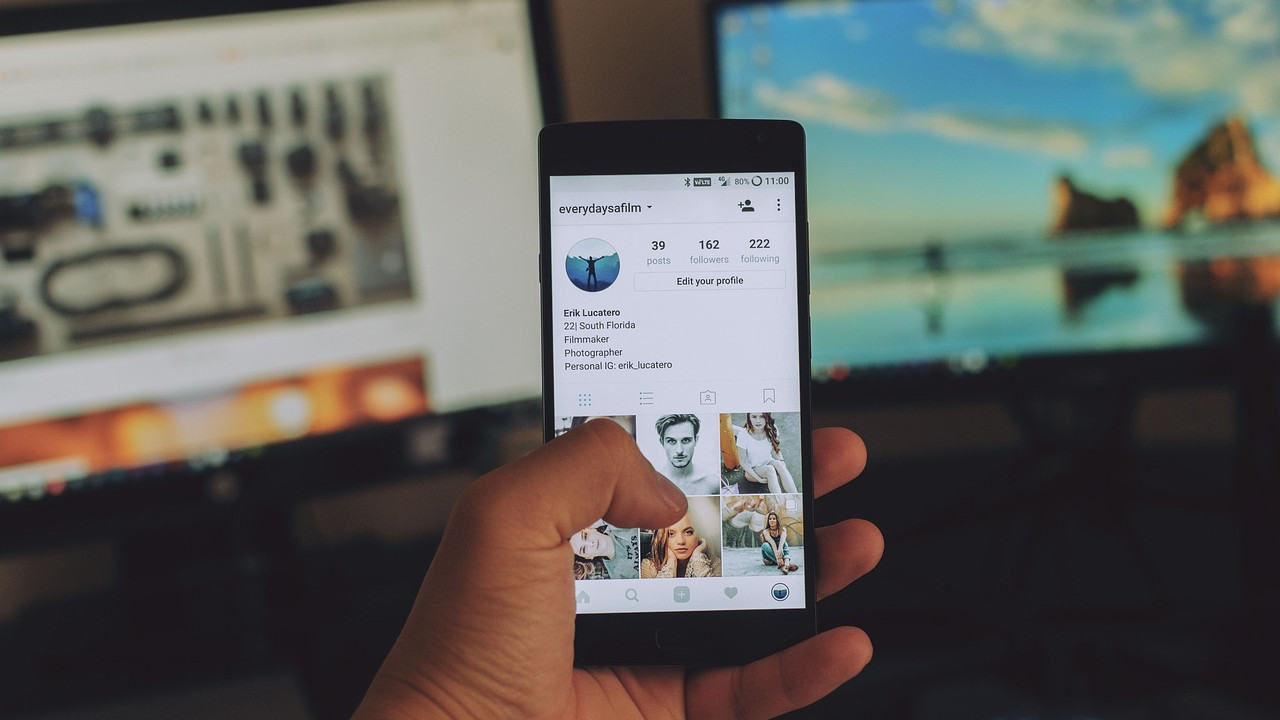 VoLTE 4G 80% 11:00
everydaysafilm
39 162 222
posts followers following
Edit your profile
Erik Lucatero
22| South Florida
Filmmaker
Photographer
Personal IG: erik_lucatero
ALWAYS